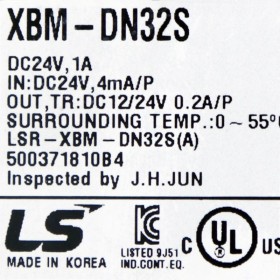 XBM-DN32S
DC24V,1A
IN:DC24V,4mA/P
OUT,TR:DC12/24V 0.2A/P
SURROUNDING TEMP.:0~55°
LSR-XBM-DN32S(A)
500371810B4
Inspected by J.H.JUN
LS
MADE IN KOREA
LISTED 9J51
IND.CONT.EQ.
C UL US